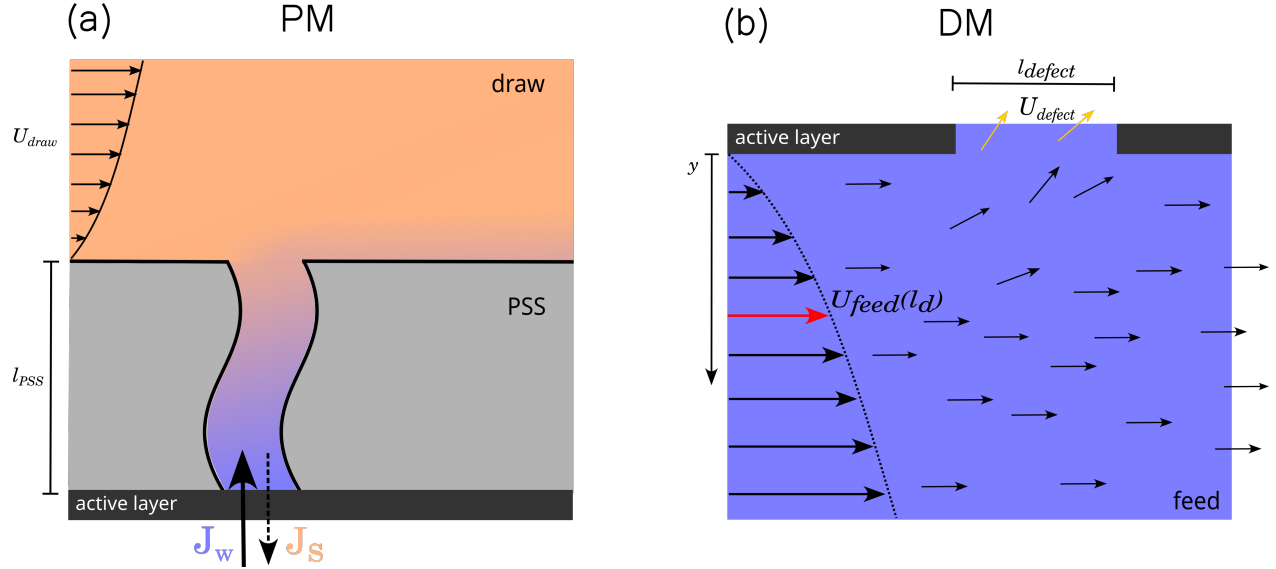 (a) PM
draw
U_draw
PSS
l_PSS
active layer
J_w J_S
(b) DM
l_defect
U_defect
active layer
y
U_feed(l_d)
feed